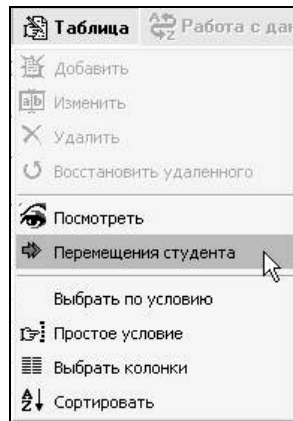 Таблица Работа с дан
Добавить
Изменить
Удалить
Восстановить удаленного
Посмотреть
Перемещения студента
Выбрать по условию
Простое условие
Выбрать колонки
Сортировать